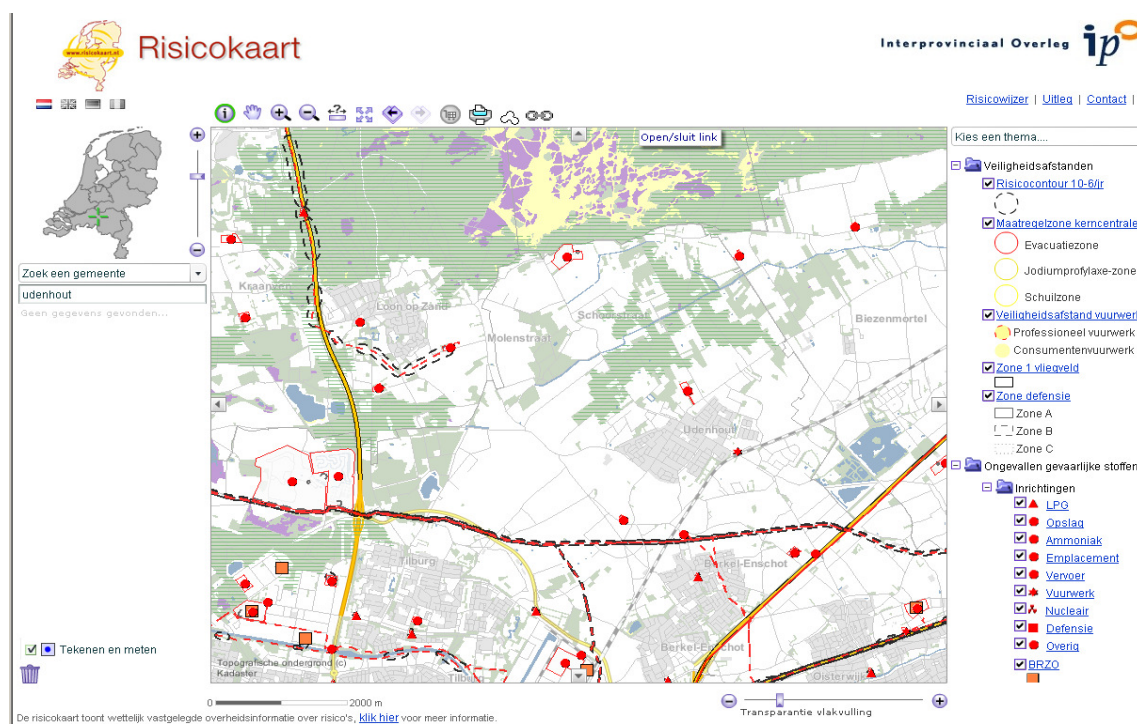 www.risicokaart.nl
Risicokaart
Interprovinciaal Overleg ipo
Risicowijzer | Uitleg | Contact |
Open/sluit link
Kies een thema....
Zoek een gemeente
udenhout
Geen gegevens gevonden...
Tekenen en meten
Kraanven
Loon op Zand
Molenstraat
Schoorstraat
Biezenmortel
Udenhout
Tilburg
Berkel-Enschot
Berkel-Enschot
Oisterwijk
Tilburg
Topografische ondergrond (c)
Kadaster
Veiligheidsafstanden
Risicocontour 10-6/jr
Maatregelzone kerncentrale
Evacuatiezone
Jodiumprofylaxe-zone
Schuilzone
Veiligheidsafstand vuurwerk
Professioneel vuurwerk
Consumentenvuurwerk
Zone 1 vliegveld
Zone defensie
Zone A
Zone B
Zone C
Ongevallen gevaarlijke stoffen
Inrichtingen
LPG
Opslag
Ammoniak
Emplacement
Vervoer
Vuurwerk
Nucleair
Defensie
Overig
BRZO
0 2000 m
Transparantie vlakvulling
De risicokaart toont wettelijk vastgelegde overheidsinformatie over risico's, klik hier voor meer informatie.